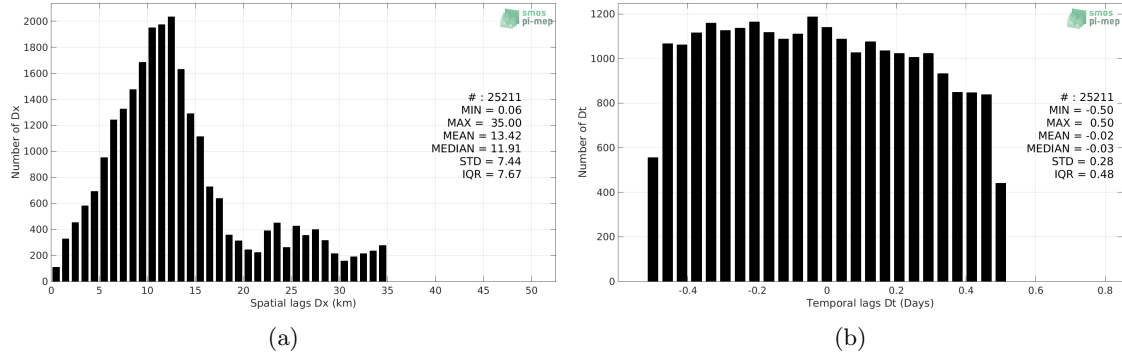 smos
pi-mep
2000
1800
1600
1400
1200
1000
800
600
400
200
0
Number of Dx
# : 25211
MIN = 0.06
MAX = 35.00
MEAN = 13.42
MEDIAN = 11.91
STD = 7.44
IQR = 7.67
0 5 10 15 20 25 30 35 40 45 50
Spatial lags Dx (km)
(a)
smos
pi-mep
1200
1000
800
600
400
200
0
Number of Dt
# : 25211
MIN = -0.50
MAX = 0.50
MEAN = -0.02
MEDIAN = -0.03
STD = 0.28
IQR = 0.48
-0.4 -0.2 0 0.2 0.4 0.6 0.8
Temporal lags Dt (Days)
(b)